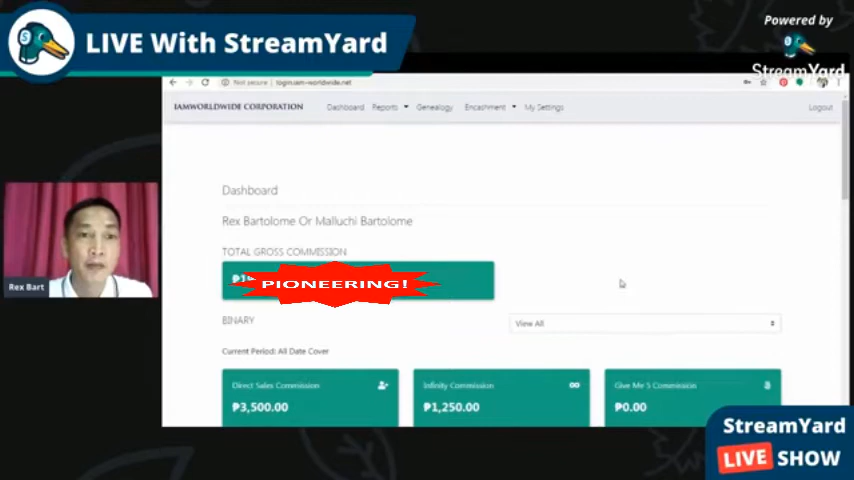 LIVE With StreamYard
Powered by
StreamYard
Not secure | login.iam-worldwide.net
IAMWORLDWIDE CORPORATION Dashboard Reports Genealogy Encashment My Settings Logout
Dashboard
Rex Bartolome Or Malluchi Bartolome
TOTAL GROSS COMMISSION
PIONEERING!
Rex Bart
BINARY
View All
Current Period: All Date Cover
Direct Sales Commission
₱3,500.00
Infinity Commission
₱1,250.00
Give Me 5 Commission
₱0.00
StreamYard
LIVE SHOW